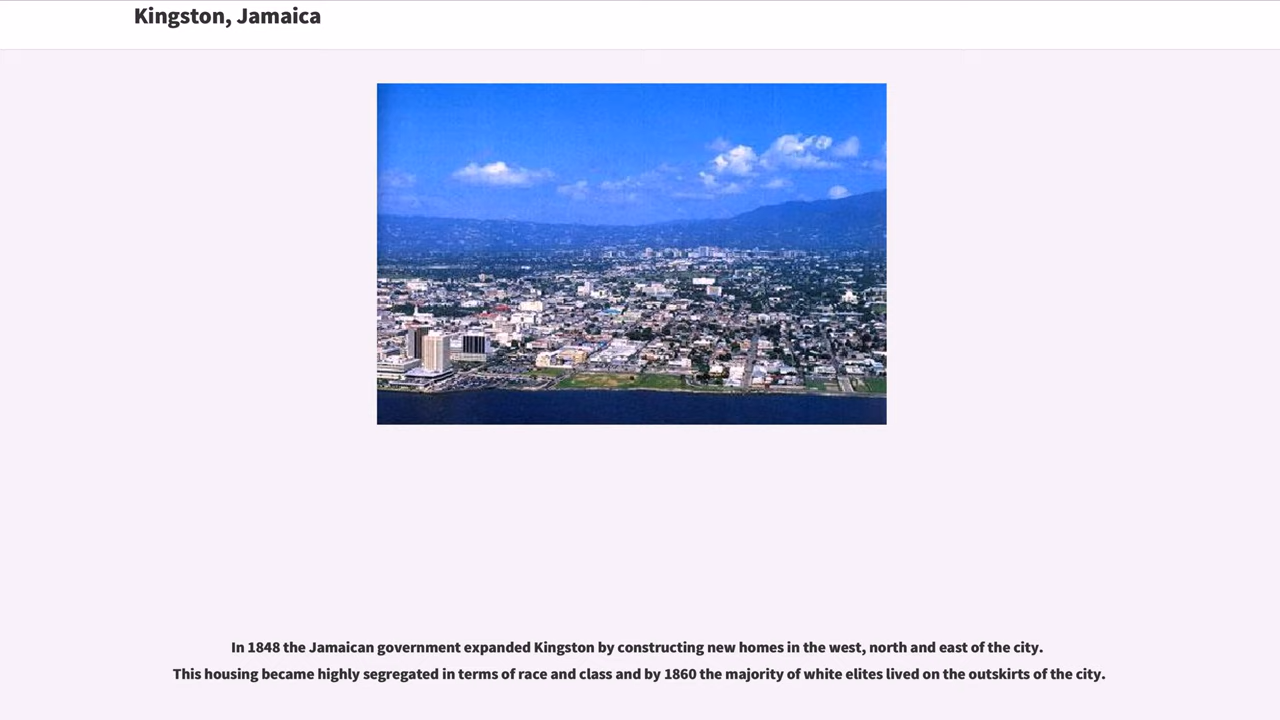 Kingston, Jamaica
In 1848 the Jamaican government expanded Kingston by constructing new homes in the west, north and east of the city.
This housing became highly segregated in terms of race and class and by 1860 the majority of white elites lived on the outskirts of the city.